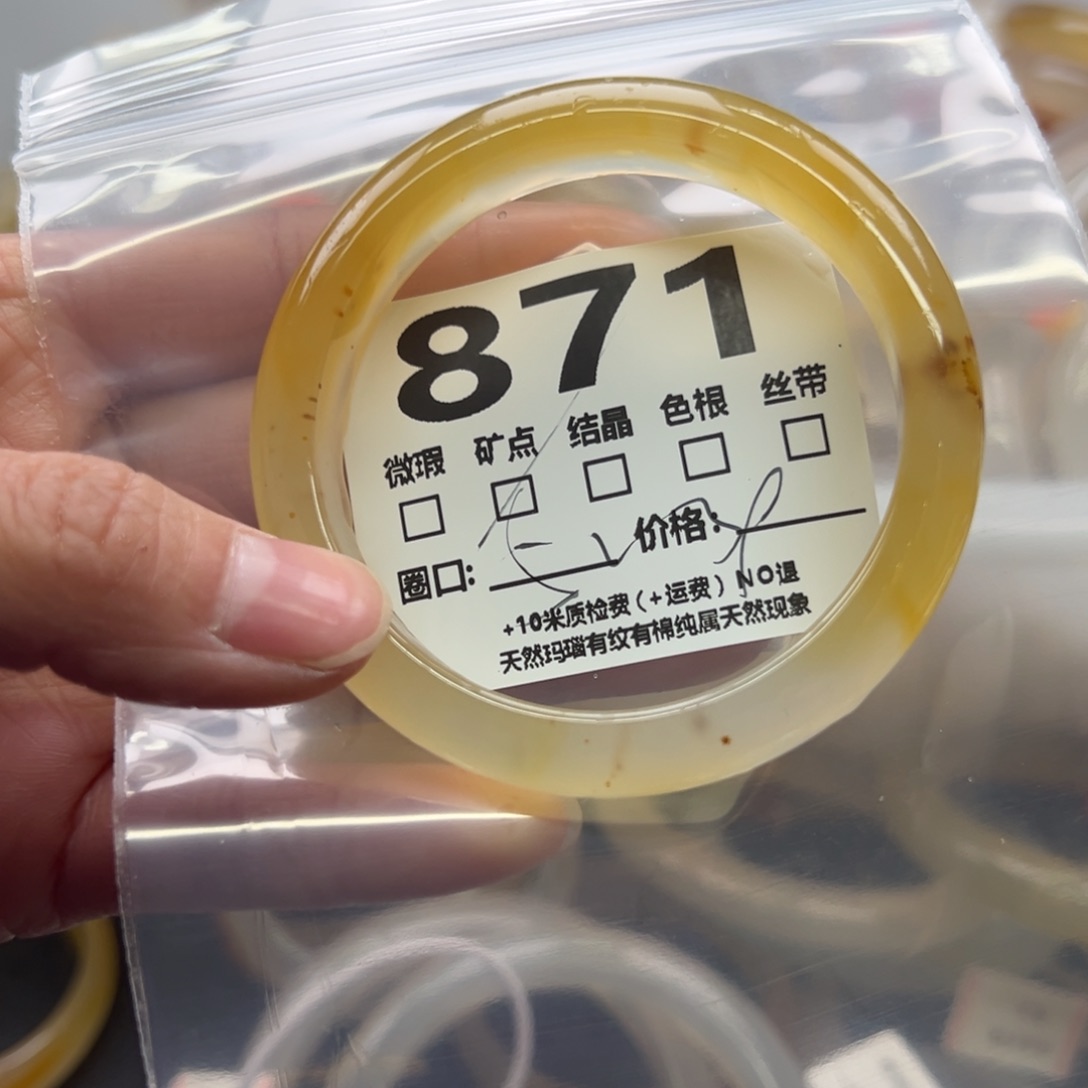 871
微瑕 矿点 结晶 色根 丝带
圈口: 价格:
+10米质检费(+运费) NO退
天然玛瑙有纹有棉纯属天然现象